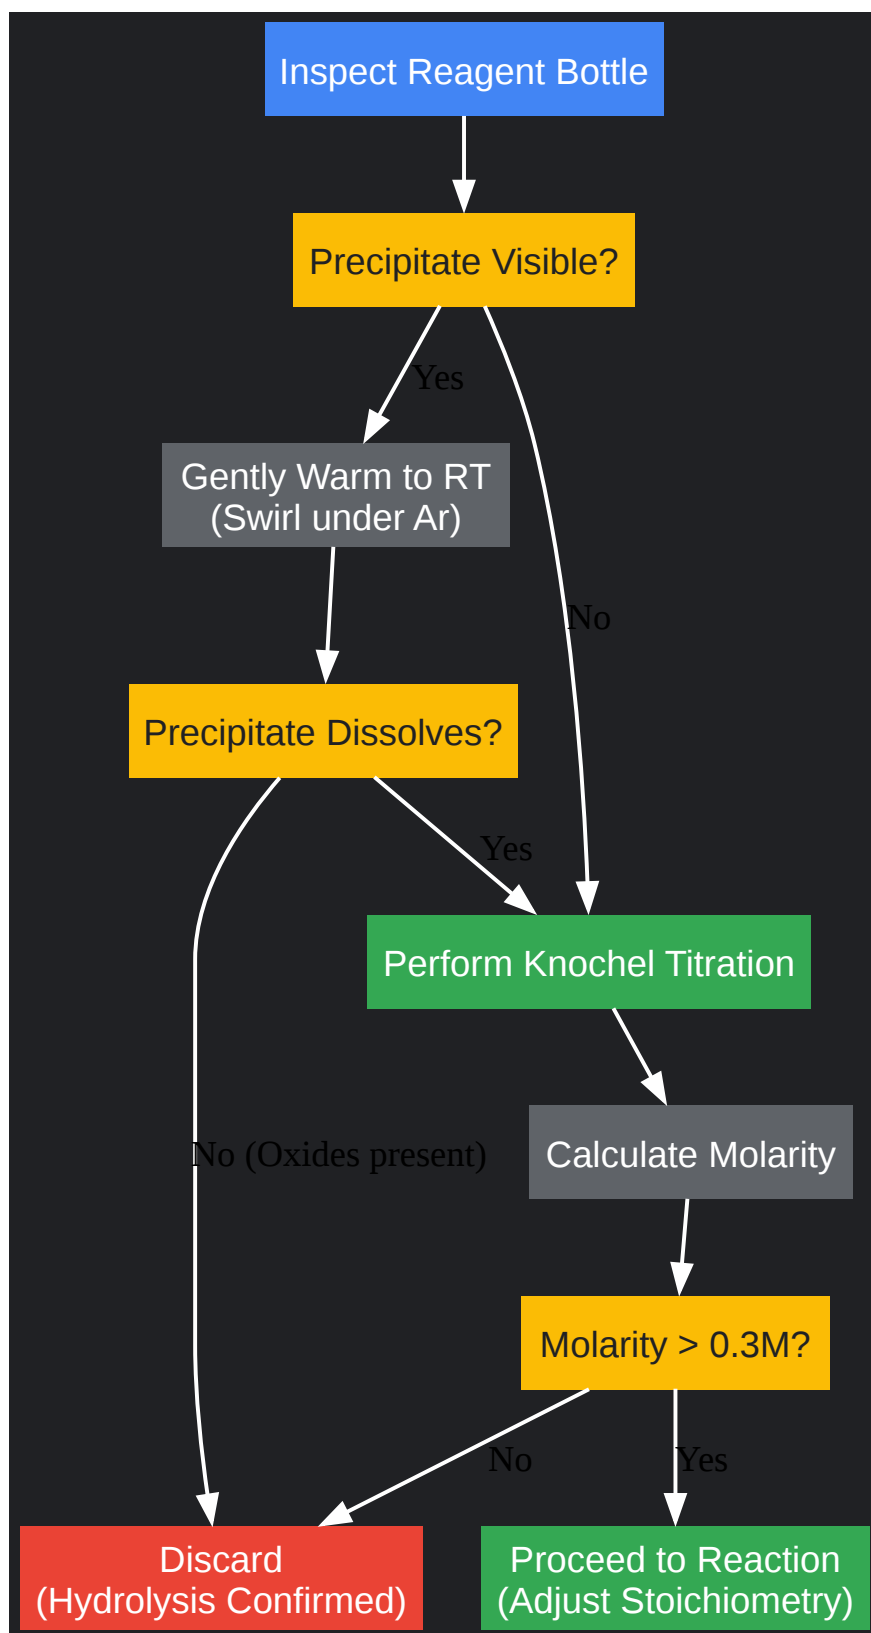 Inspect Reagent Bottle
Precipitate Visible?
Yes
Gently Warm to RT
(Swirl under Ar)
No
Precipitate Dissolves?
Yes
Perform Knochel Titration
No (Oxides present)
Calculate Molarity
Molarity > 0.3M?
No
Yes
Discard
(Hydrolysis Confirmed)
Proceed to Reaction
(Adjust Stoichiometry)